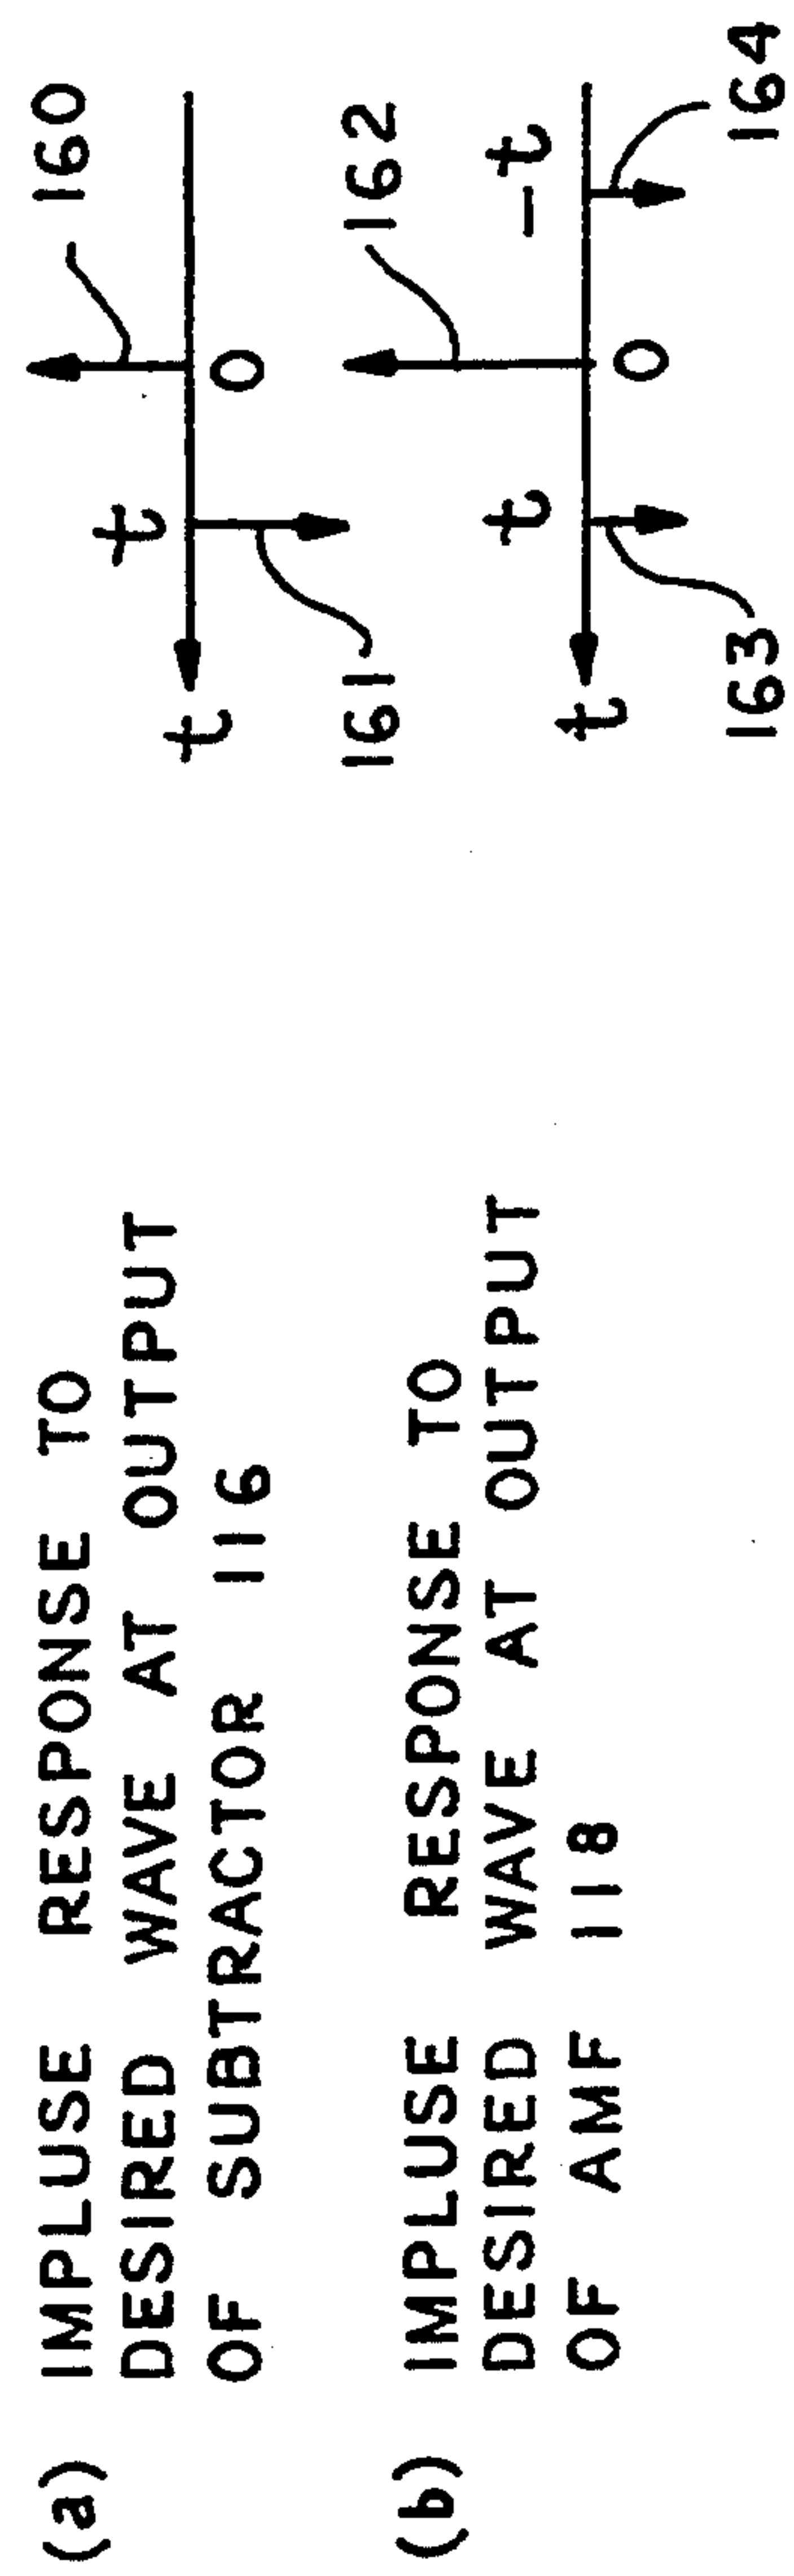 (a) IMPLUSE RESPONSE TO
DESIRED WAVE AT OUTPUT
OF SUBTRACTOR 116
160
t
0
t
161
(b) IMPLUSE RESPONSE TO
DESIRED WAVE AT OUTPUT
OF AMF 118
162
t
t
0
-t
163
164